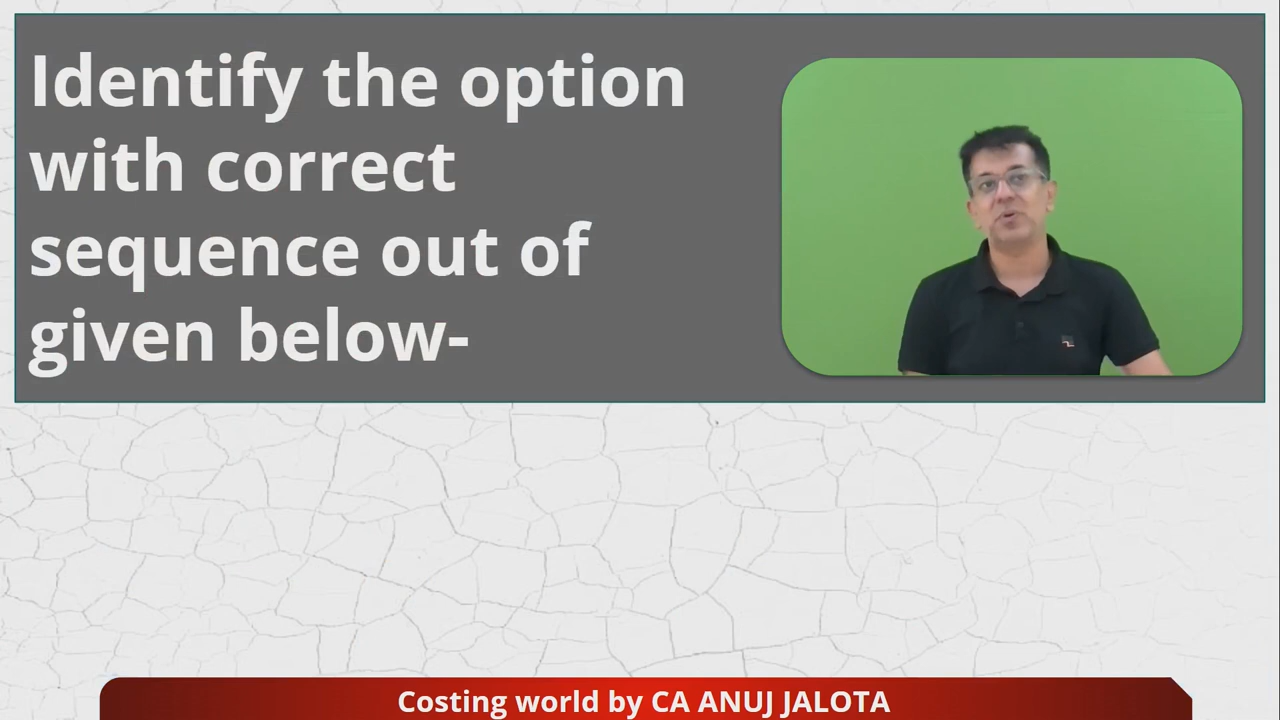 Identify the option
with correct
sequence out of
given below-
Costing world by CA ANUJ JALOTA